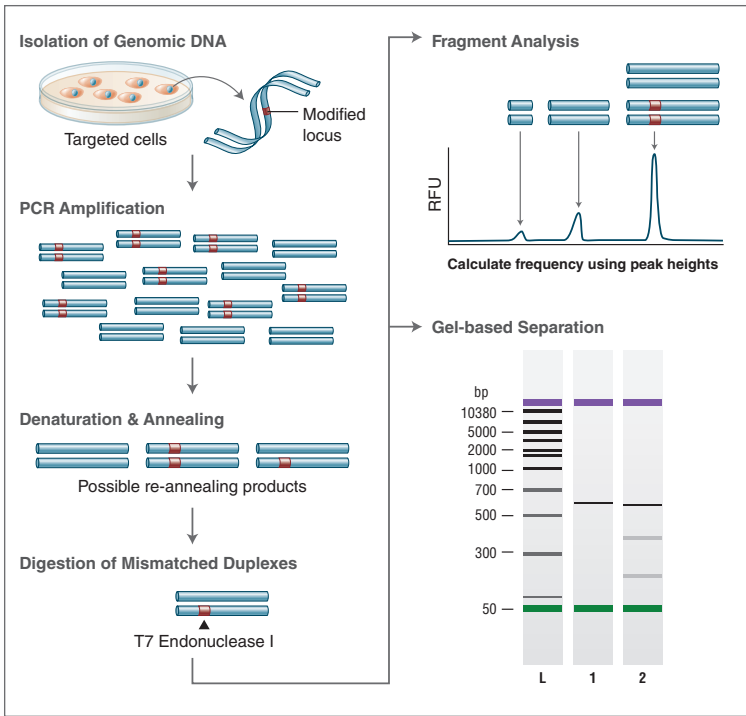 Isolation of Genomic DNA
Targeted cells
Modified
locus
PCR Amplification
Denaturation & Annealing
Possible re-annealing products
Digestion of Mismatched Duplexes
T7 Endonuclease I
Fragment Analysis
RFU
Calculate frequency using peak heights
Gel-based Separation
bp
10380
5000
2000
1000
700
500
300
50
L 1 2